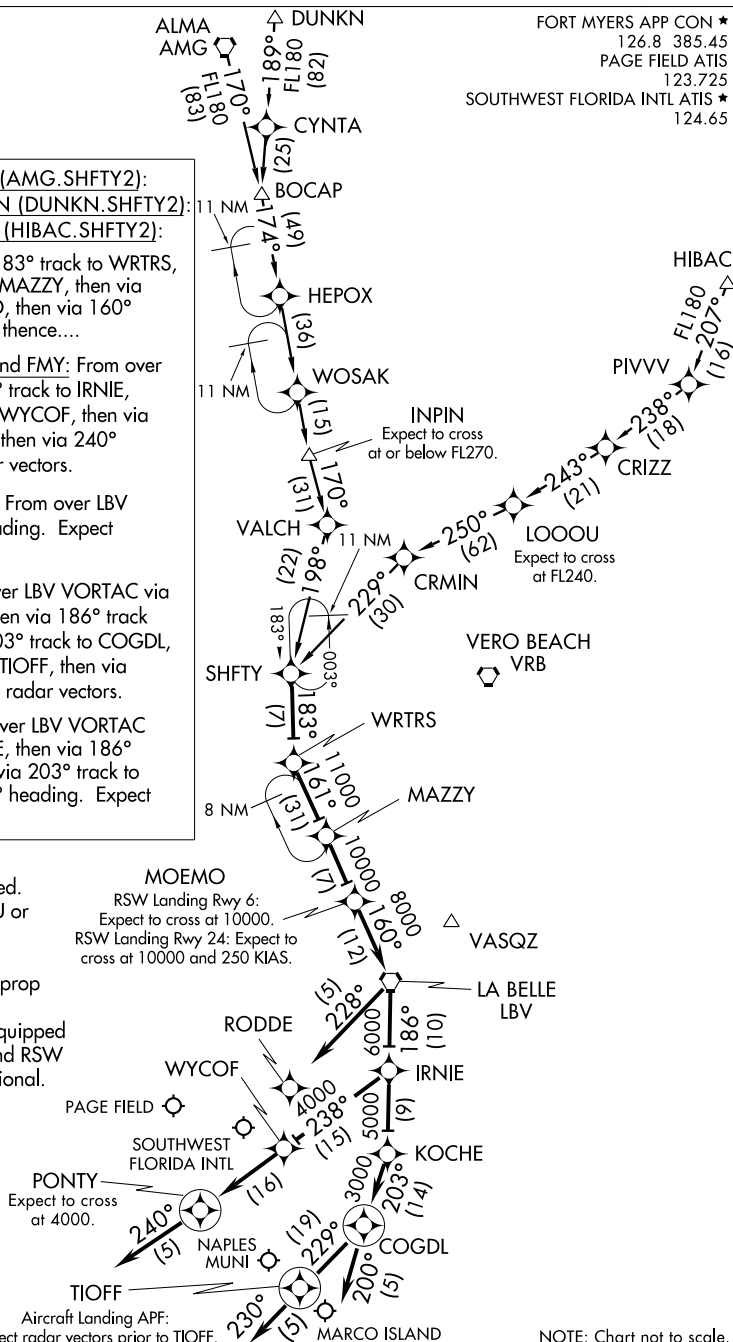 FORT MYERS APP CON ★
126.8 385.45
PAGE FIELD ATIS
123.725
SOUTHWEST FLORIDA INTL ATIS ★
124.65
ALMA
AMG
DUNKN
170°
FL180
(83)
189°
FL180
(82)
CYNTA
(25)
BOCAP
174°
(49)
11 NM
HEPOX
(36)
11 NM
WOSAK
(15)
INPIN
Expect to cross
at or below FL270.
170°
(31)
VALCH
198°
(22)
11 NM
183°
003°
SHFTY
HIBAC
FL180
207°
(16)
PIVVV
238°
(18)
CRIZZ
243°
(21)
LOOOU
Expect to cross
at FL240.
250°
(62)
CRMIN
229°
(30)
VERO BEACH
VRB
(AMG.SHFTY2):
N (DUNKN.SHFTY2):
(HIBAC.SHFTY2):
83° track to WRTRS,
MAZZY, then via
O, then via 160°
thence....
nd FMY: From over
° track to IRNIE,
WYCOF, then via
then via 240°
r vectors.
From over LBV
ding. Expect
ver LBV VORTAC via
en via 186° track
03° track to COGDL,
TIOFF, then via
radar vectors.
ver LBV VORTAC
E, then via 186°
via 203° track to
° heading. Expect
ed.
U or
prop
quipped
nd RSW
ional.
183°
(7)
WRTRS
11000
161°
(31)
8 NM
MAZZY
10000
(7)
MOEMO
RSW Landing Rwy 6:
Expect to cross at 10000.
RSW Landing Rwy 24: Expect to
cross at 10000 and 250 KIAS.
8000
160°
(12)
VASQZ
LA BELLE
LBV
(5)
228°
RODDE
6000
186°
(10)
IRNIE
WYCOF
4000
238°
(15)
5000
(9)
KOCHE
PAGE FIELD
SOUTHWEST
FLORIDA INTL
PONTY
Expect to cross
at 4000.
(16)
240°
(5)
3000
203°
(14)
COGDL
(19)
229°
200°
(5)
NAPLES
MUNI
TIOFF
Aircraft Landing APF:
ect radar vectors prior to TIOFF.
230°
(5)
MARCO ISLAND
NOTE: Chart not to scale.